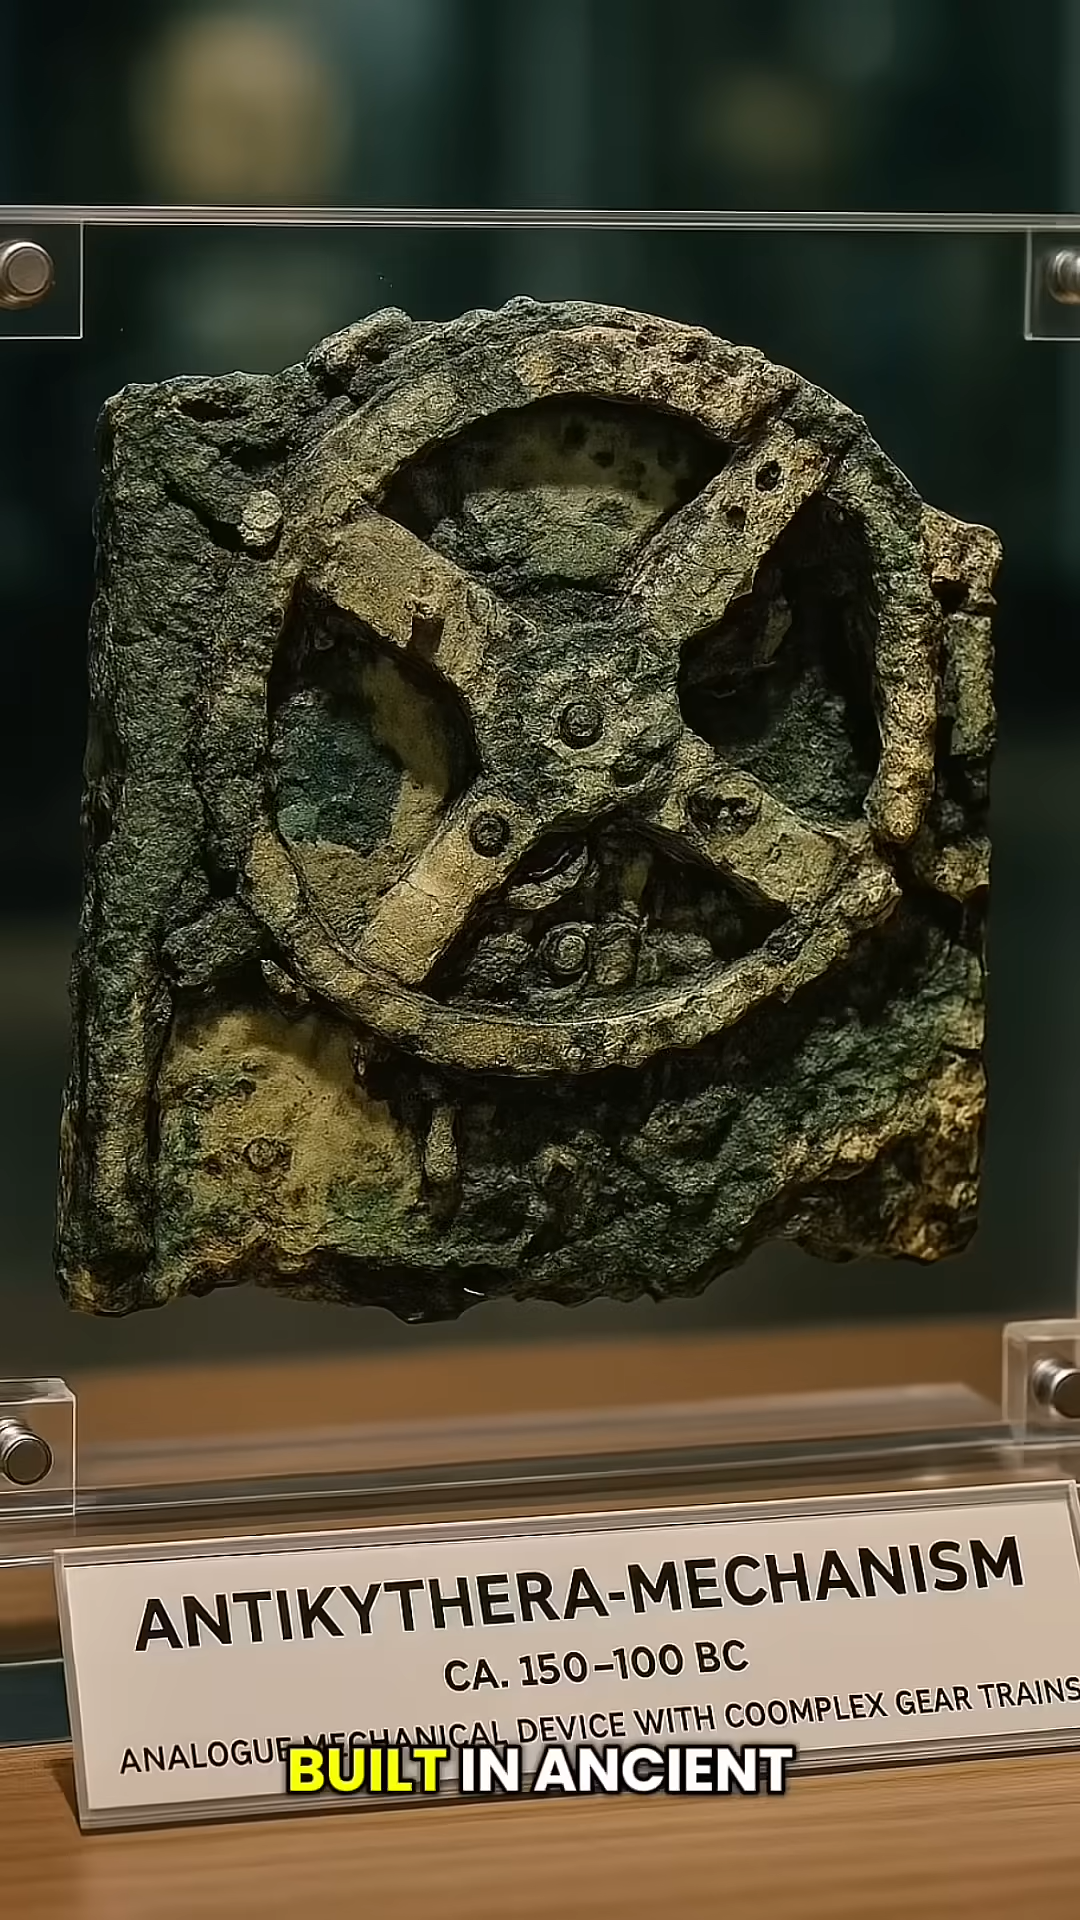 ANTIKYTHERA-MECHANISM
CA. 150–100 BC
ANALOGUE MECHANICAL DEVICE WITH COOMPLEX GEAR TRAINS
BUILT IN ANCIENT